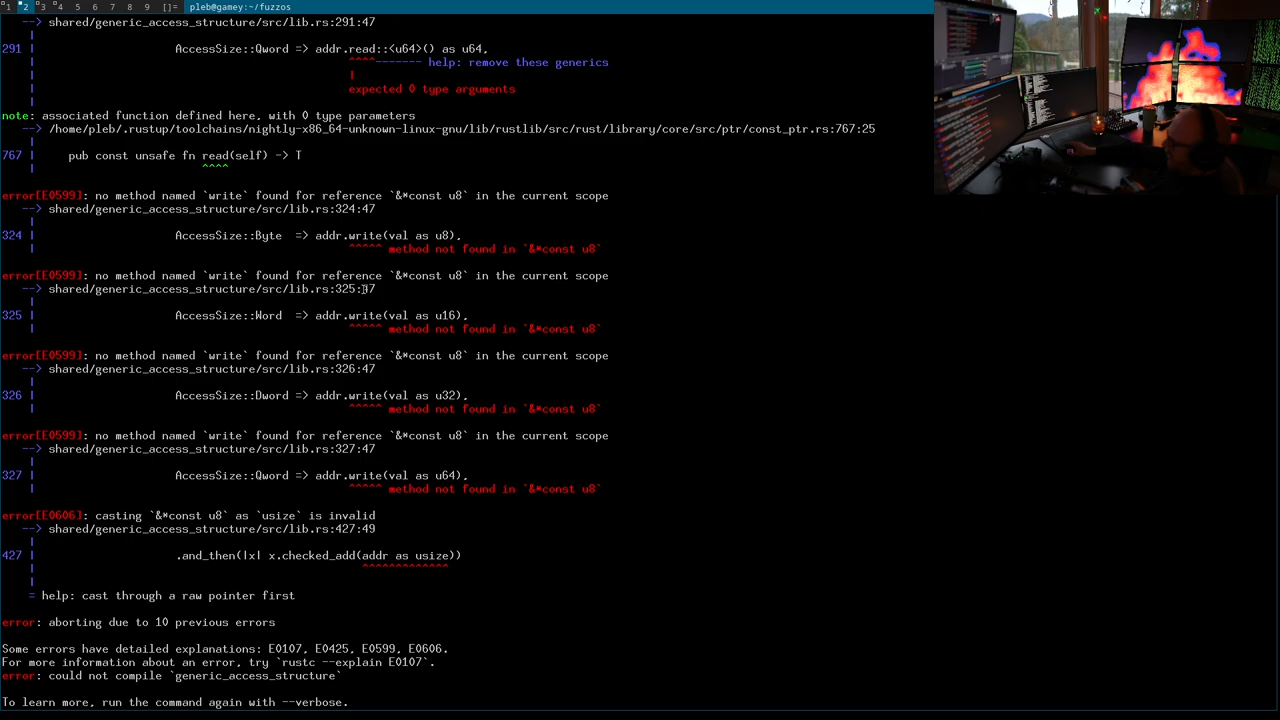 1 2 3 4 5 6 7 8 9 []= pleb@gamey:~/fuzzos
--> shared/generic_access_structure/src/lib.rs:291:47
|
291 | AccessSize::Qword => addr.read::<u64>() as u64,
| ^^^^------- help: remove these generics
| |
| expected 0 type arguments
|
note: associated function defined here, with 0 type parameters
--> /home/pleb/.rustup/toolchains/nightly-x86_64-unknown-linux-gnu/lib/rustlib/src/rust/library/core/src/ptr/const_ptr.rs:767:25
|
767 | pub const unsafe fn read(self) -> T
| ^^^^
error[E0599]: no method named `write` found for reference `&*const u8` in the current scope
--> shared/generic_access_structure/src/lib.rs:324:47
|
324 | AccessSize::Byte => addr.write(val as u8),
| ^^^^^ method not found in `&*const u8`
error[E0599]: no method named `write` found for reference `&*const u8` in the current scope
--> shared/generic_access_structure/src/lib.rs:325:47
|
325 | AccessSize::Word => addr.write(val as u16),
| ^^^^^ method not found in `&*const u8`
error[E0599]: no method named `write` found for reference `&*const u8` in the current scope
--> shared/generic_access_structure/src/lib.rs:326:47
|
326 | AccessSize::Dword => addr.write(val as u32),
| ^^^^^ method not found in `&*const u8`
error[E0599]: no method named `write` found for reference `&*const u8` in the current scope
--> shared/generic_access_structure/src/lib.rs:327:47
|
327 | AccessSize::Qword => addr.write(val as u64),
| ^^^^^ method not found in `&*const u8`
error[E0606]: casting `&*const u8` as `usize` is invalid
--> shared/generic_access_structure/src/lib.rs:427:49
|
427 | .and_then(|x| x.checked_add(addr as usize))
| ^^^^^^^^^^^^^
|
= help: cast through a raw pointer first
error: aborting due to 10 previous errors
Some errors have detailed explanations: E0107, E0425, E0599, E0606.
For more information about an error, try `rustc --explain E0107`.
error: could not compile `generic_access_structure`
To learn more, run the command again with --verbose.